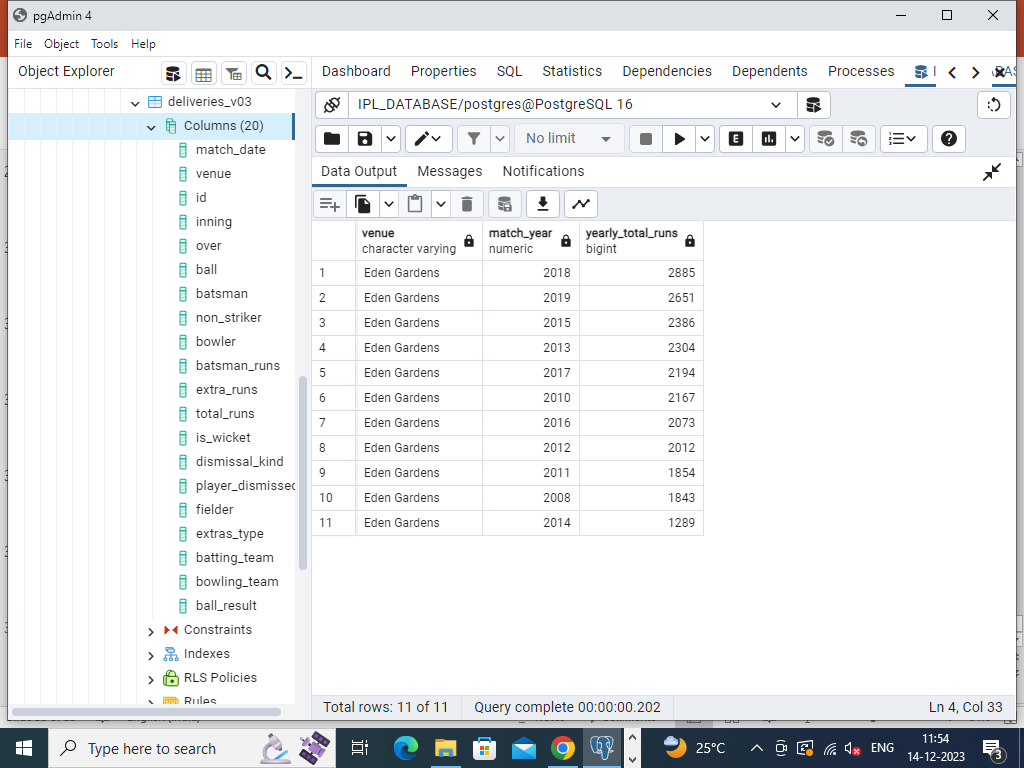 pgAdmin 4
File Object Tools Help
Object Explorer
Dashboard Properties SQL Statistics Dependencies Dependents Processes
deliveries_v03
Columns (20)
match_date
venue
id
inning
over
ball
batsman
non_striker
bowler
batsman_runs
extra_runs
total_runs
is_wicket
dismissal_kind
player_dismissed
fielder
extras_type
batting_team
bowling_team
ball_result
Constraints
Indexes
RLS Policies
Rules
IPL_DATABASE/postgres@PostgreSQL 16
No limit
E
Data Output Messages Notifications
venue match_year yearly_total_runs
character varying numeric bigint
1 Eden Gardens 2018 2885
2 Eden Gardens 2019 2651
3 Eden Gardens 2015 2386
4 Eden Gardens 2013 2304
5 Eden Gardens 2017 2194
6 Eden Gardens 2010 2167
7 Eden Gardens 2016 2073
8 Eden Gardens 2012 2012
9 Eden Gardens 2011 1854
10 Eden Gardens 2008 1843
11 Eden Gardens 2014 1289
Total rows: 11 of 11 Query complete 00:00:00.202 Ln 4, Col 33
Type here to search
25°C
ENG
11:54
14-12-2023
3